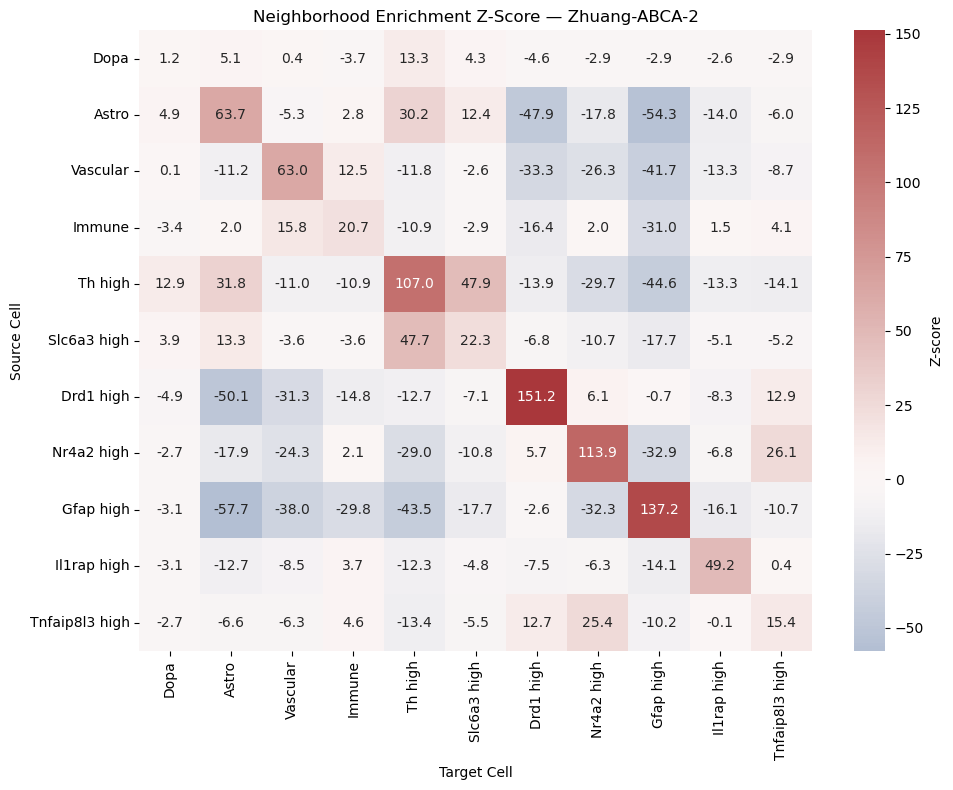 Neighborhood Enrichment Z-Score — Zhuang-ABCA-2
Dopa 1.2 5.1 0.4 -3.7 13.3 4.3 -4.6 -2.9 -2.9 -2.6 -2.9
Astro 4.9 63.7 -5.3 2.8 30.2 12.4 -47.9 -17.8 -54.3 -14.0 -6.0
Vascular 0.1 -11.2 63.0 12.5 -11.8 -2.6 -33.3 -26.3 -41.7 -13.3 -8.7
Immune -3.4 2.0 15.8 20.7 -10.9 -2.9 -16.4 2.0 -31.0 1.5 4.1
Th high 12.9 31.8 -11.0 -10.9 107.0 47.9 -13.9 -29.7 -44.6 -13.3 -14.1
Slc6a3 high 3.9 13.3 -3.6 -3.6 47.7 22.3 -6.8 -10.7 -17.7 -5.1 -5.2
Drd1 high -4.9 -50.1 -31.3 -14.8 -12.7 -7.1 151.2 6.1 -0.7 -8.3 12.9
Nr4a2 high -2.7 -17.9 -24.3 2.1 -29.0 -10.8 5.7 113.9 -32.9 -6.8 26.1
Gfap high -3.1 -57.7 -38.0 -29.8 -43.5 -17.7 -2.6 -32.3 137.2 -16.1 -10.7
Il1rap high -3.1 -12.7 -8.5 3.7 -12.3 -4.8 -7.5 -6.3 -14.1 49.2 0.4
Tnfaip8l3 high -2.7 -6.6 -6.3 4.6 -13.4 -5.5 12.7 25.4 -10.2 -0.1 15.4
Source Cell
Dopa
Astro
Vascular
Immune
Th high
Slc6a3 high
Drd1 high
Nr4a2 high
Gfap high
Il1rap high
Tnfaip8l3 high
Target Cell
150
125
100
75
50
25
0
−25
−50
Z-score